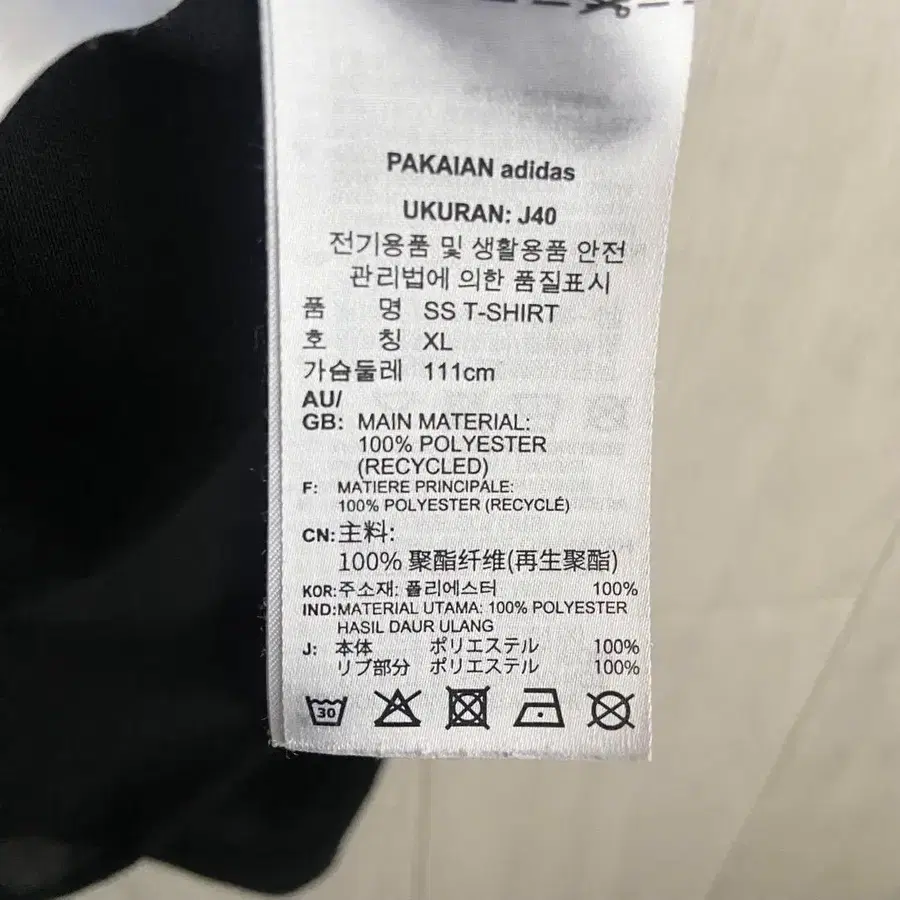 PAKAIAN adidas
UKURAN: J40
전기용품 및 생활용품 안전
관리법에 의한 품질표시
품 명 SS T-SHIRT
호 칭 XL
가슴둘레 111cm
AU/
GB: MAIN MATERIAL:
100% POLYESTER
(RECYCLED)
F: MATIERE PRINCIPALE:
100% POLYESTER (RECYCLÉ)
CN:主料:
100% 聚酯纤维(再生聚酯)
KOR:주소재: 폴리에스터 100%
IND:MATERIAL UTAMA: 100% POLYESTER
HASIL DAUR ULANG
J: 本体 ポリエステル 100%
リブ部分 ポリエステル 100%
30